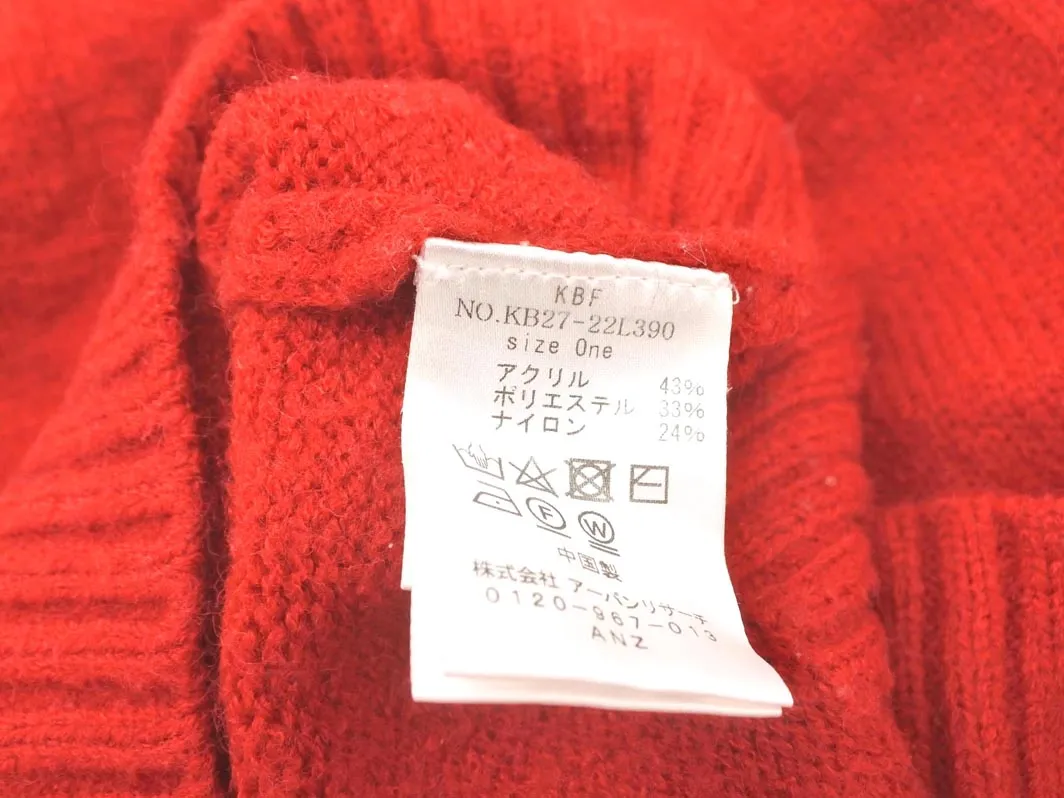 KBF
NO.KB27-22L390
size One
アクリル 43%
ポリエステル 33%
ナイロン 24%
F W
中国製
株式会社 アーバンリサーチ
0120-967-013
ANZ